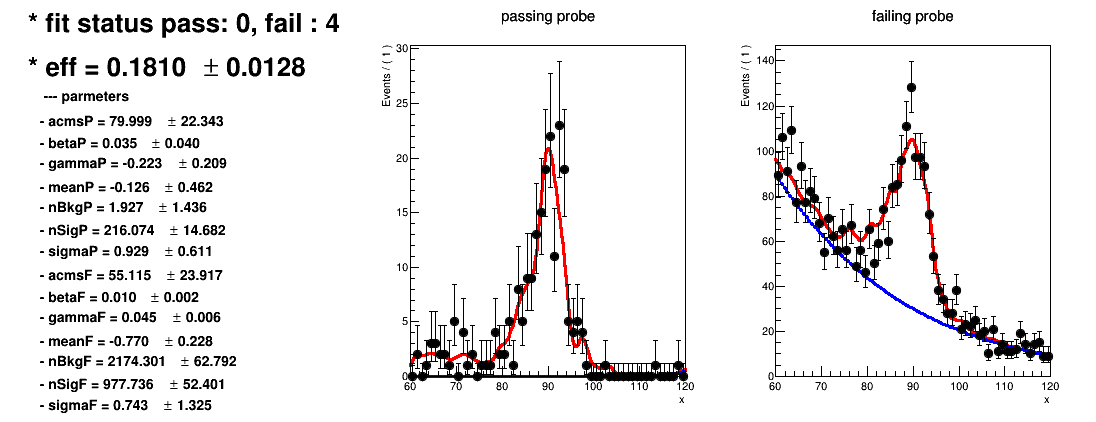 * fit status pass: 0, fail : 4
* eff = 0.1810 ± 0.0128
--- parmeters
- acmsP = 79.999 ± 22.343
- betaP = 0.035 ± 0.040
- gammaP = -0.223 ± 0.209
- meanP = -0.126 ± 0.462
- nBkgP = 1.927 ± 1.436
- nSigP = 216.074 ± 14.682
- sigmaP = 0.929 ± 0.611
- acmsF = 55.115 ± 23.917
- betaF = 0.010 ± 0.002
- gammaF = 0.045 ± 0.006
- meanF = -0.770 ± 0.228
- nBkgF = 2174.301 ± 62.792
- nSigF = 977.736 ± 52.401
- sigmaF = 0.743 ± 1.325
passing probe
Events / ( 1 )
30
25
20
15
10
5
0
60 70 80 90 100 110 120
x
failing probe
Events / ( 1 )
140
120
100
80
60
40
20
0
60 70 80 90 100 110 120
x